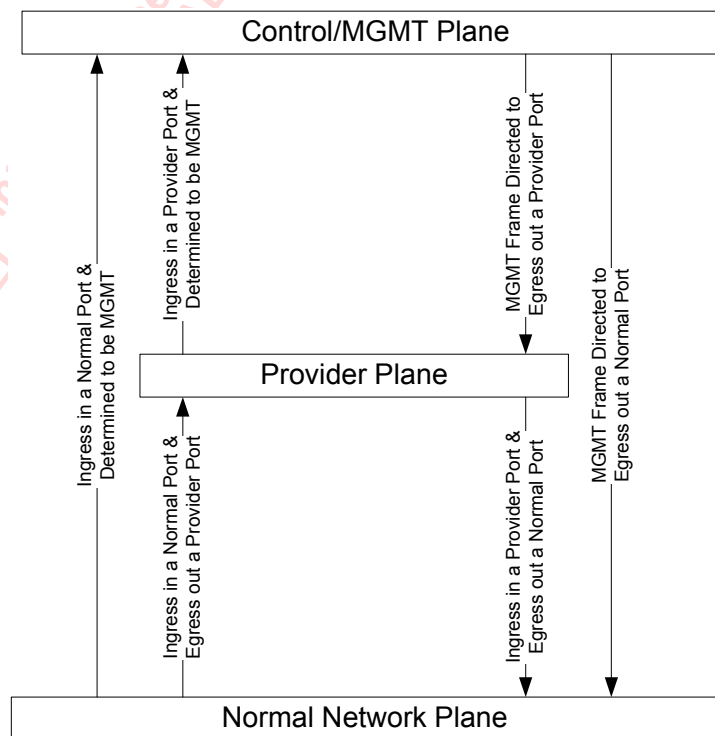 Control/MGMT Plane
Ingress in a Normal Port &
Determined to be MGMT
Ingress in a Provider Port &
Determined to be MGMT
MGMT Frame Directed to
Egress out a Provider Port
MGMT Frame Directed to
Egress out a Normal Port
Provider Plane
Ingress in a Normal Port &
Egress out a Provider Port
Ingress in a Provider Port &
Egress out a Normal Port
Normal Network Plane